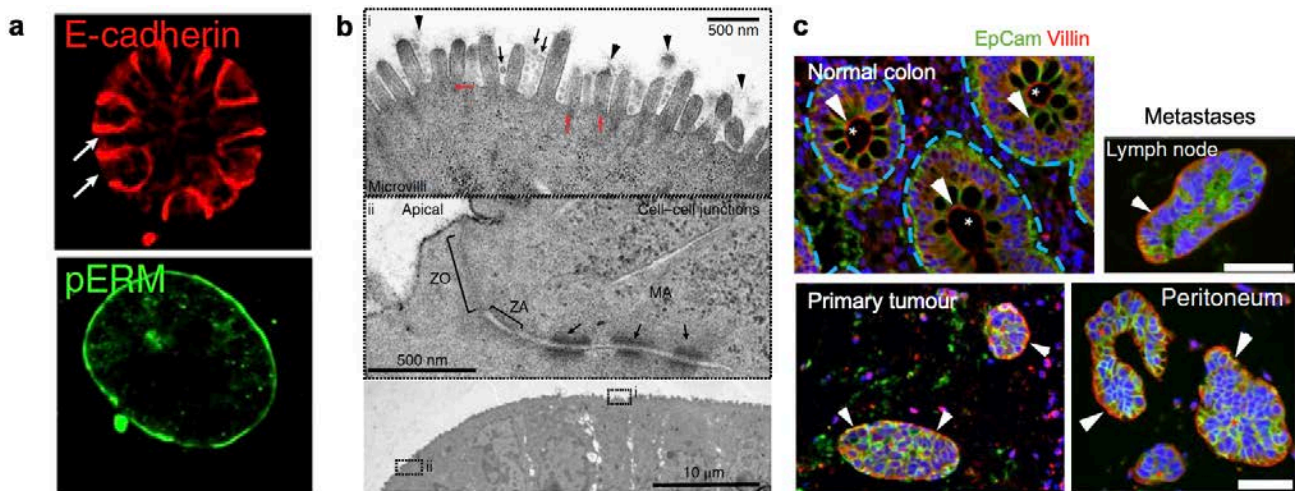 a
E-cadherin
pERM
b
i
500 nm
Microvilli
ii
Apical
Cell–cell junctions
ZO
ZA
MA
500 nm
i
ii
10 µm
c
EpCam Villin
Normal colon
*
*
*
Metastases
Lymph node
Primary tumour
Peritoneum